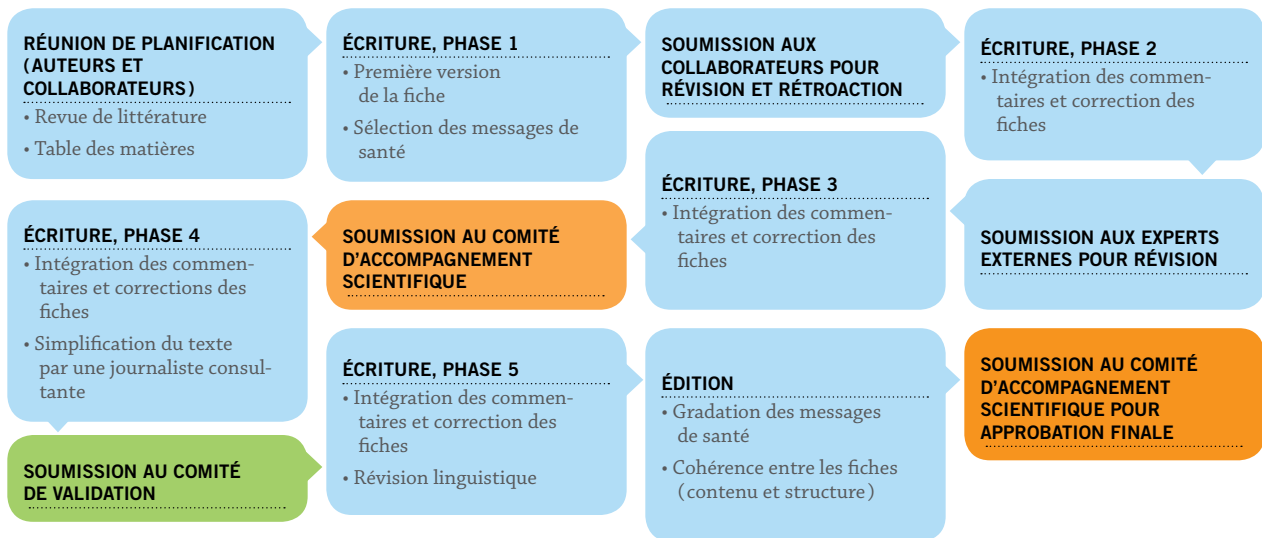 RÉUNION DE PLANIFICATION
(AUTEURS ET
COLLABORATEURS)
• Revue de littérature
• Table des matières
ÉCRITURE, PHASE 1
• Première version
de la fiche
• Sélection des messages de
santé
SOUMISSION AUX
COLLABORATEURS POUR
RÉVISION ET RÉTROACTION
ÉCRITURE, PHASE 2
• Intégration des commen-
taires et correction des
fiches
SOUMISSION AUX EXPERTS
EXTERNES POUR RÉVISION
ÉCRITURE, PHASE 3
• Intégration des commen-
taires et correction des
fiches
SOUMISSION AU COMITÉ
D’ACCOMPAGNEMENT
SCIENTIFIQUE
ÉCRITURE, PHASE 4
• Intégration des commen-
taires et corrections des
fiches
• Simplification du texte
par une journaliste consul-
tante
SOUMISSION AU COMITÉ
DE VALIDATION
ÉCRITURE, PHASE 5
• Intégration des commen-
taires et correction des
fiches
• Révision linguistique
ÉDITION
• Gradation des messages
de santé
• Cohérence entre les fiches
(contenu et structure)
SOUMISSION AU COMITÉ
D’ACCOMPAGNEMENT
SCIENTIFIQUE POUR
APPROBATION FINALE